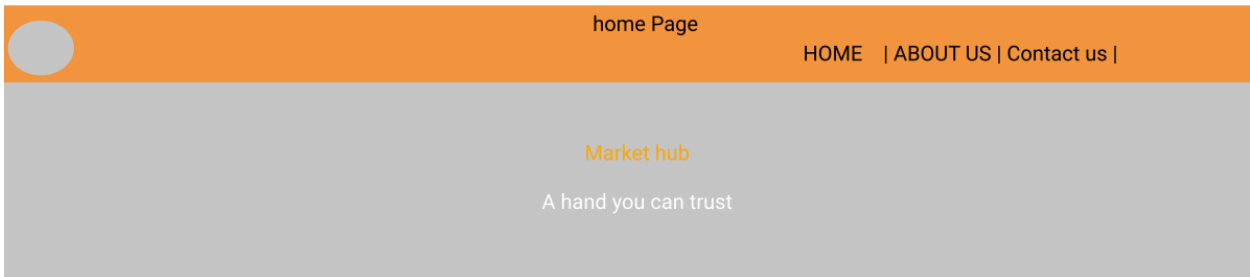 home Page
HOME | ABOUT US | Contact us |
Market hub
A hand you can trust